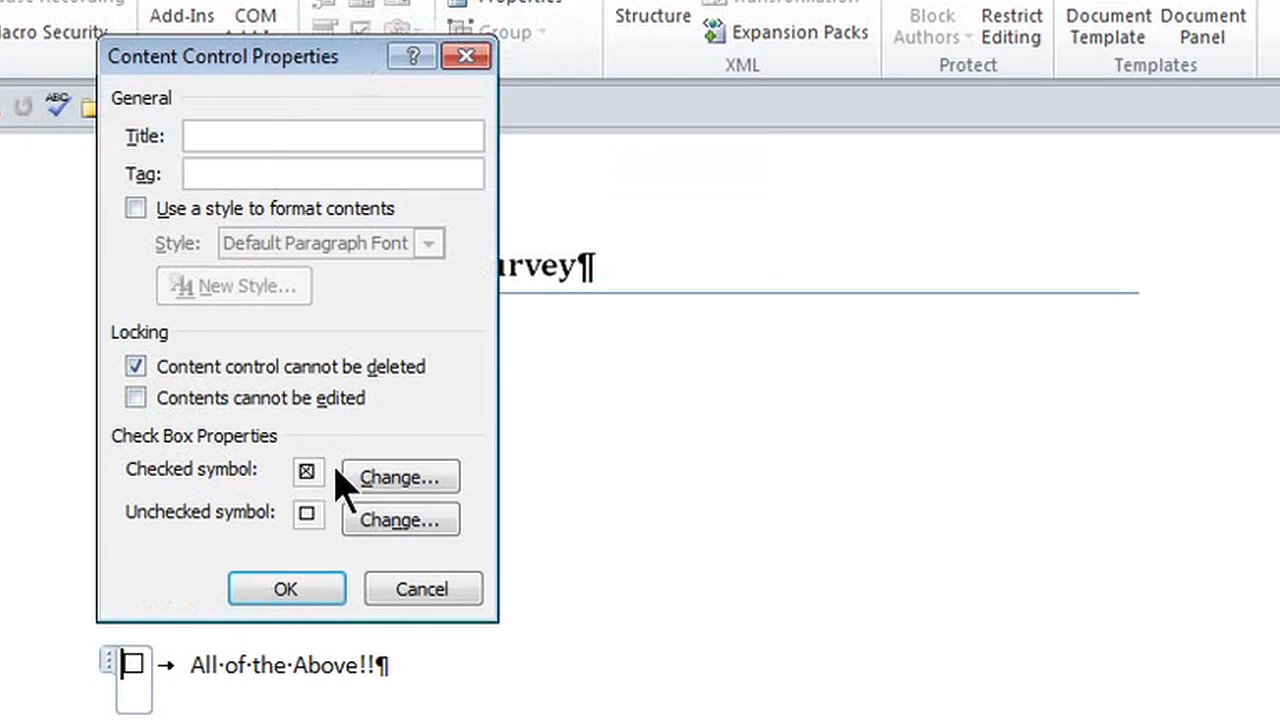 Add-Ins COM
Structure
Expansion Packs
Block Authors
Restrict Editing
Document Template
Document Panel
Security
Group
XML
Protect
Templates
Content Control Properties
?
General
Title:
Tag:
Use a style to format contents
Style: Default Paragraph Font
New Style...
Locking
Content control cannot be deleted
Contents cannot be edited
Check Box Properties
Checked symbol: Change...
Unchecked symbol: Change...
OK Cancel
ABC
urvey¶
→ All·of·the·Above!!¶